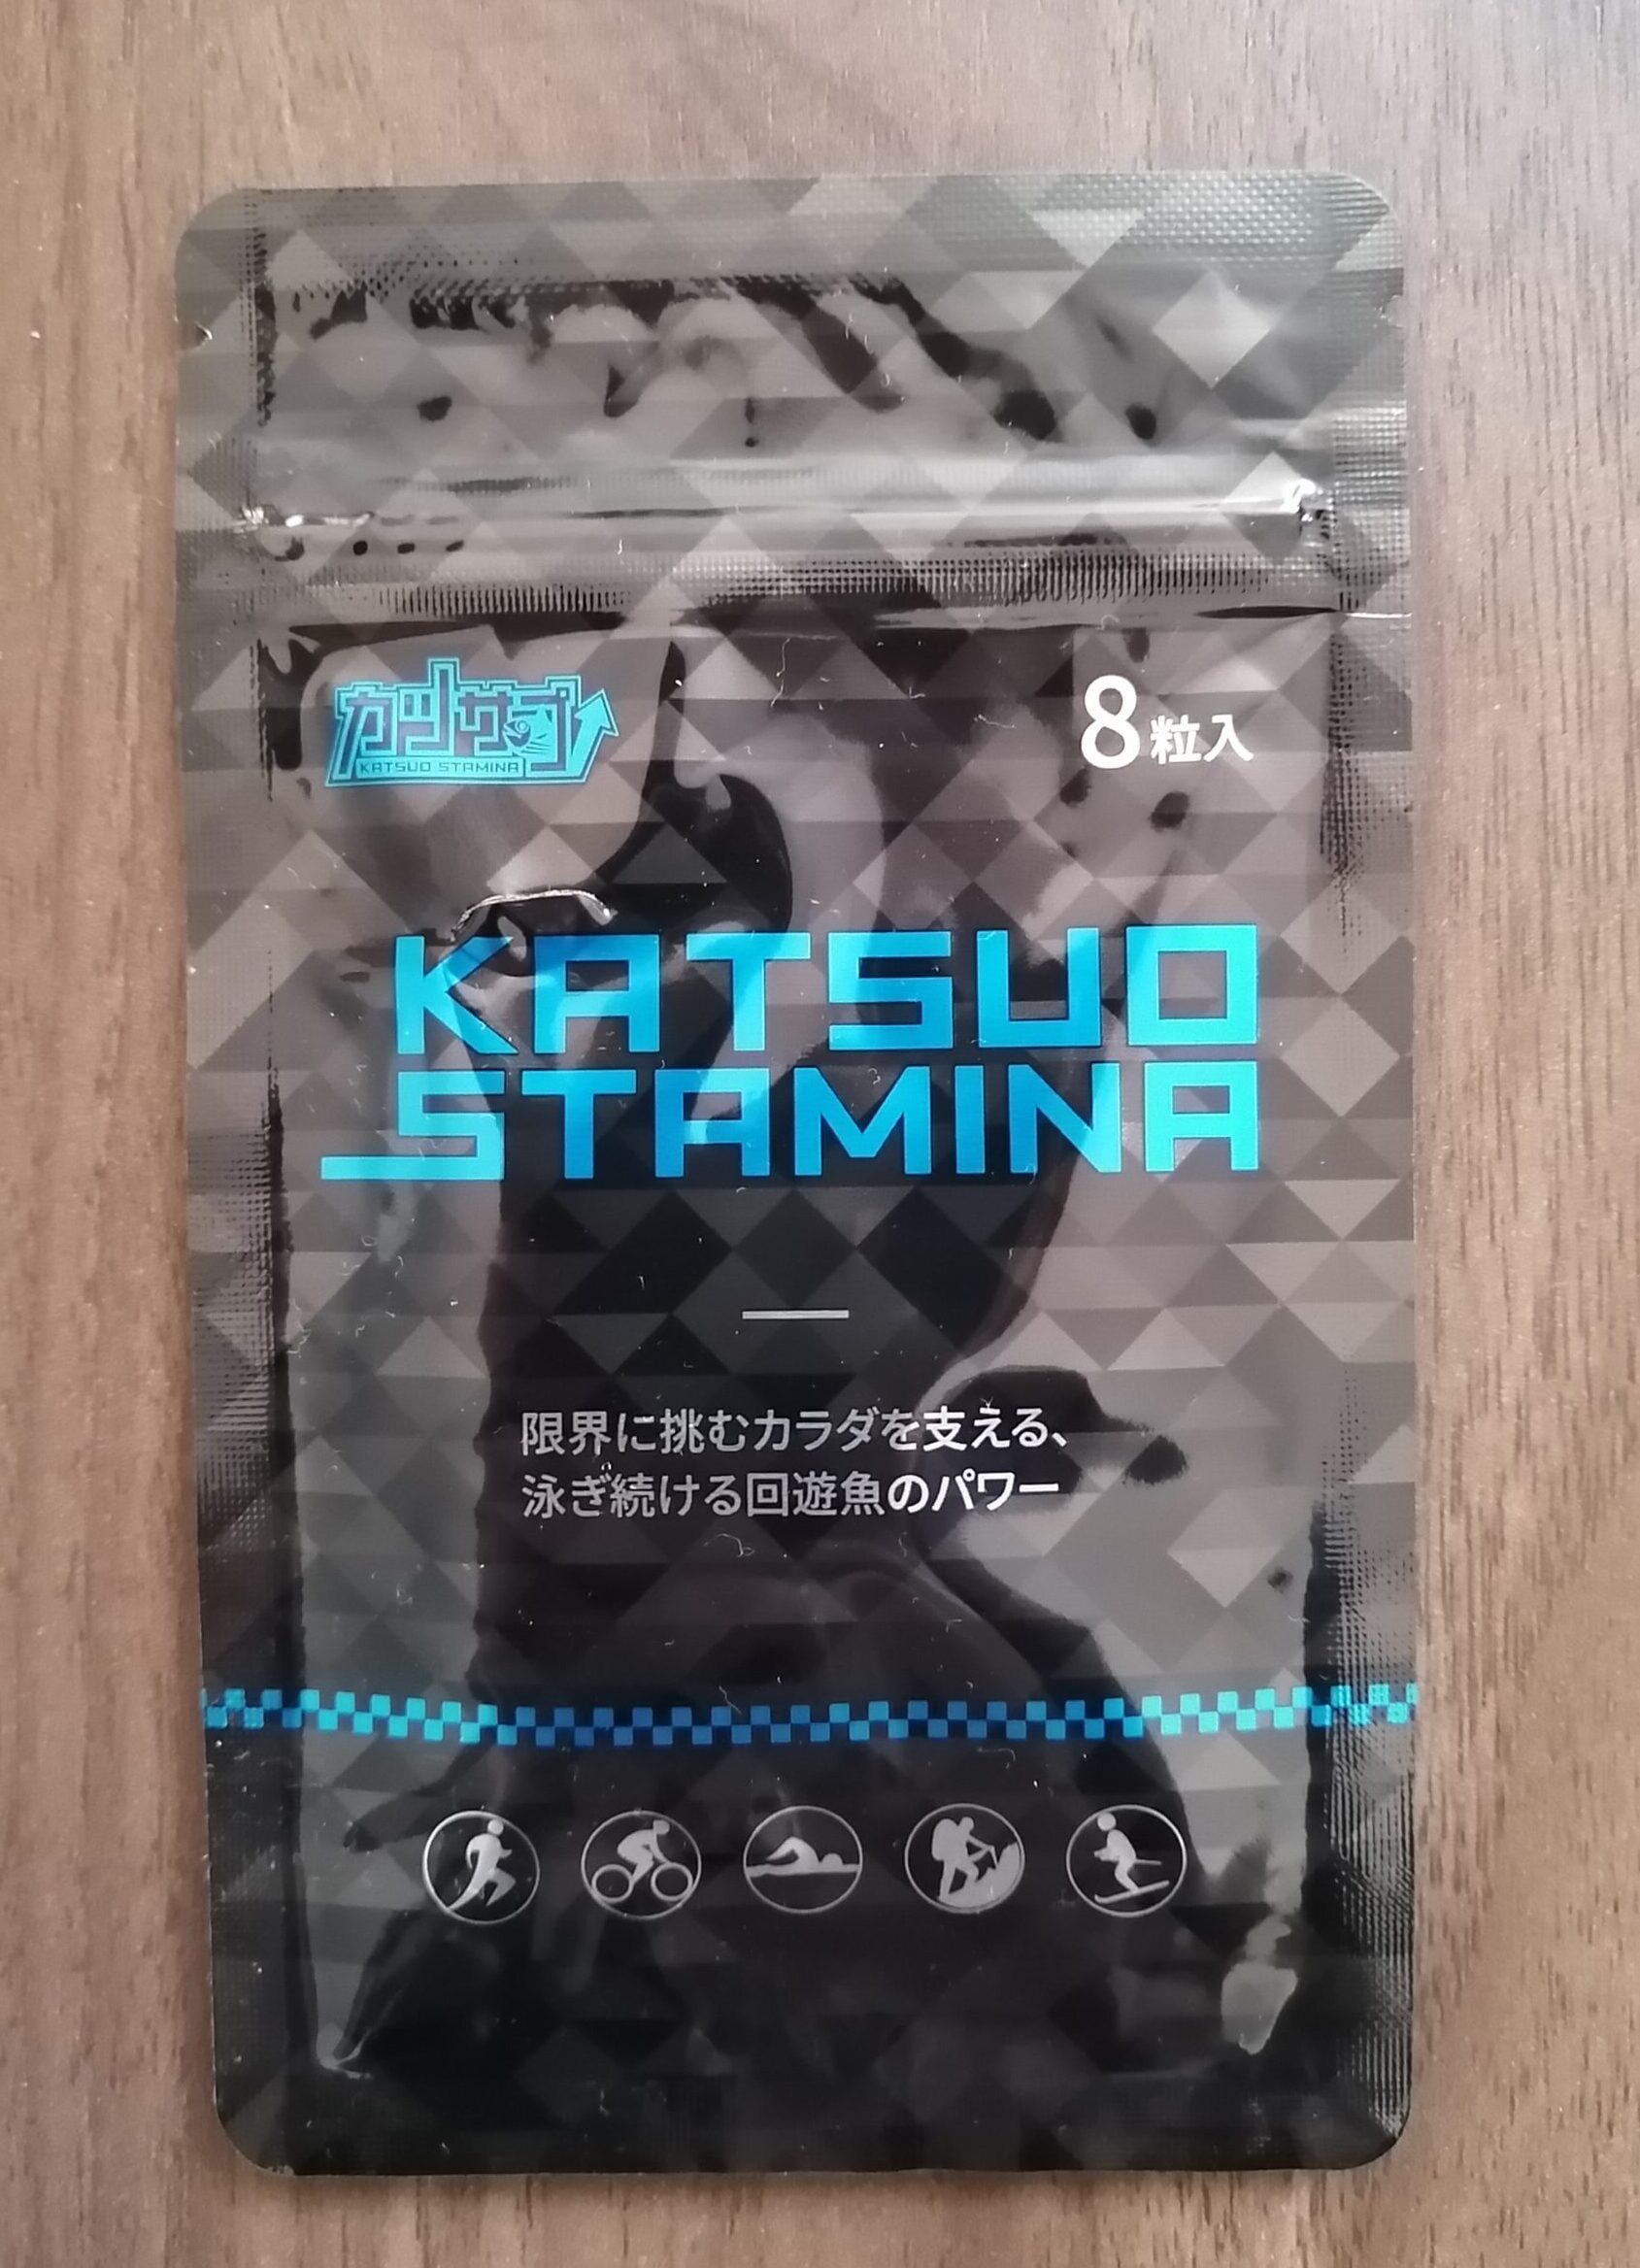 カツサプ
KATSUO STAMINA
8粒入
KATSUO
STAMINA
限界に挑むカラダを支える、
泳ぎ続ける回遊魚のパワー